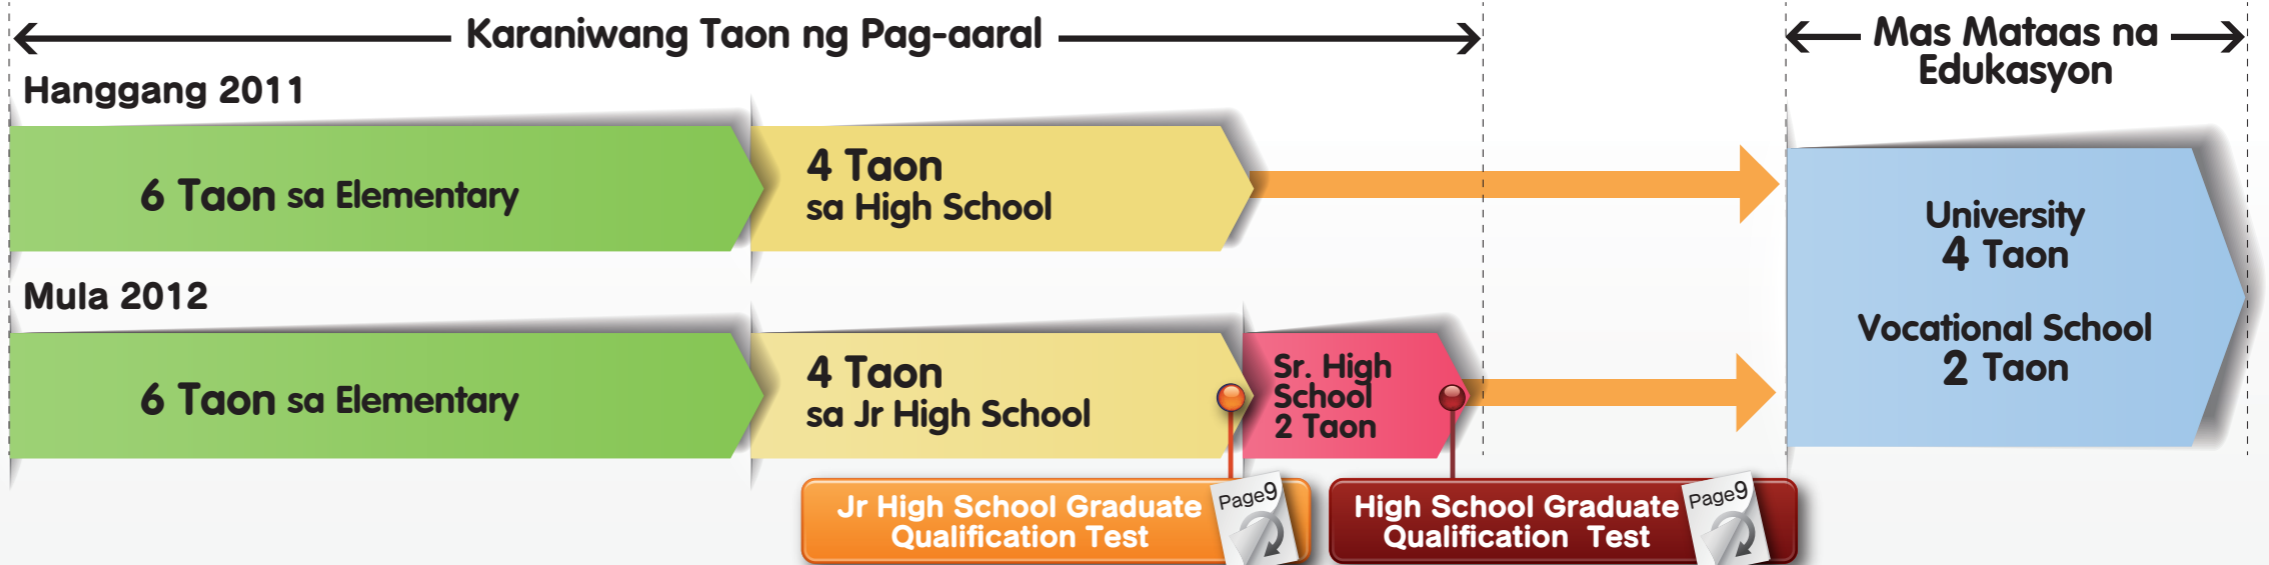 Karaniwang Taon ng Pag-aaral
Mas Mataas na
Edukasyon
Hanggang 2011
6 Taon sa Elementary
4 Taon
sa High School
University
4 Taon
Vocational School
2 Taon
Mula 2012
6 Taon sa Elementary
4 Taon
sa Jr High School
Sr. High
School
2 Taon
Jr High School Graduate
Qualification Test
Page9
High School Graduate
Qualification Test
Page9